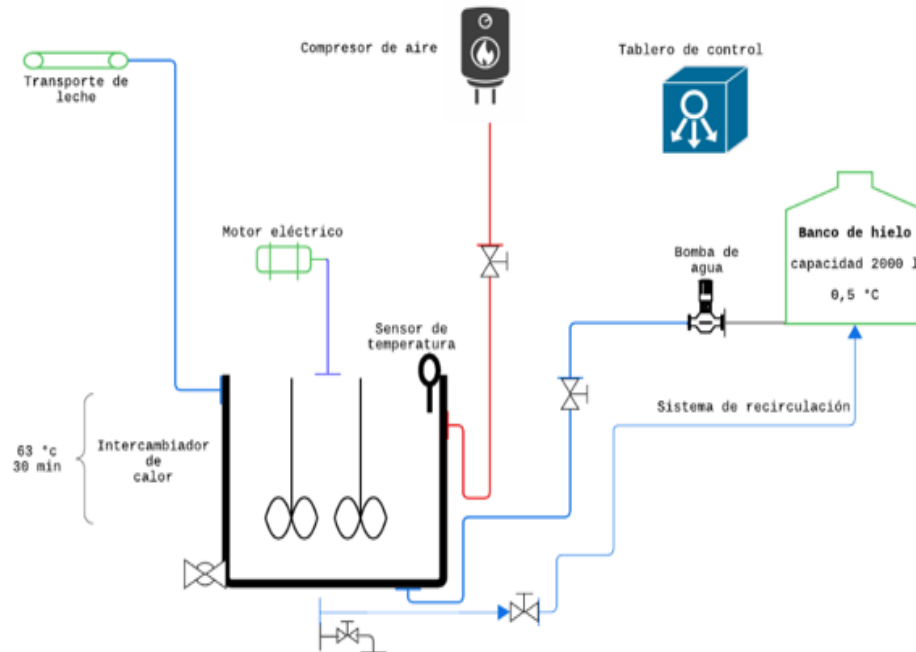 Compresor de aire
Tablero de control
Transporte de
leche
Motor eléctrico
Banco de hielo
capacidad 2000 l
0,5 °C
Bomba de
agua
Sensor de
temperatura
Sistema de recirculación
63 °c
30 min
Intercambiador
de
calor